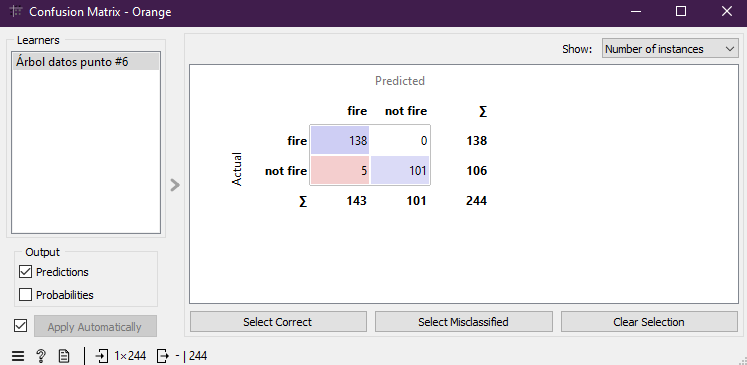 Confusion Matrix - Orange
Learners
Árbol datos punto #6
Show: Number of instances
Predicted
fire not fire Σ
fire 138 0 138
Actual
not fire 5 101 106
Σ 143 101 244
Output
Predictions
Probabilities
Apply Automatically
Select Correct Select Misclassified Clear Selection
1×244 - | 244